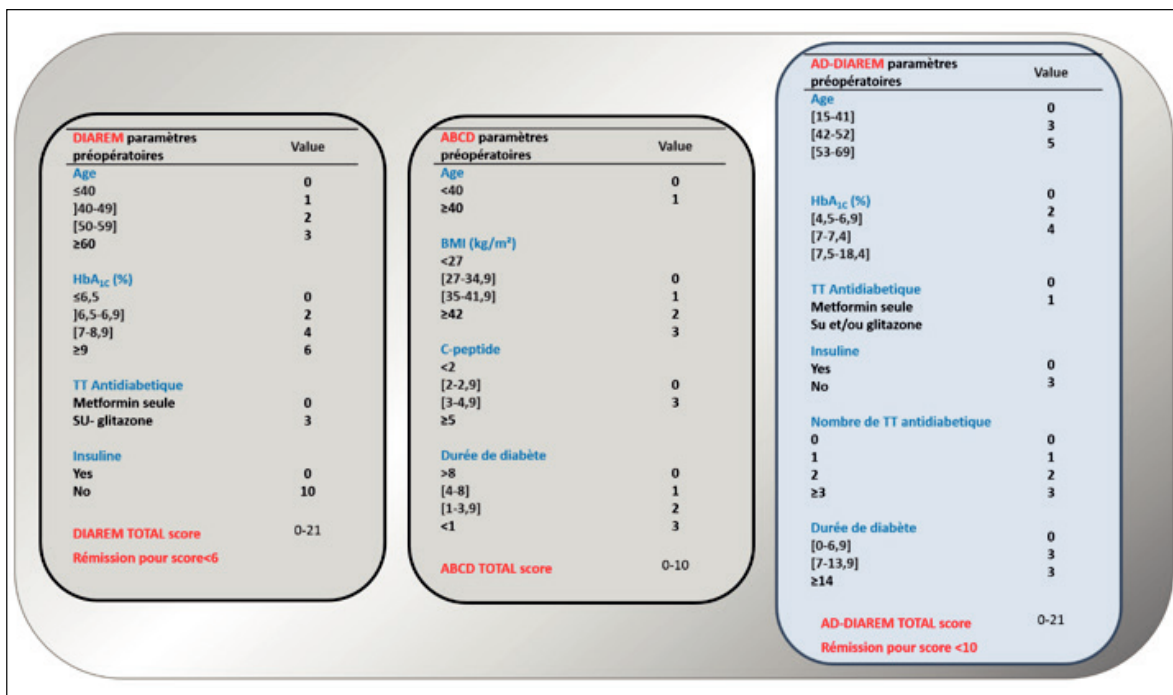 DIAREM paramètres
préopératoires Value
Age
≤40 0
]40-49] 1
[50-59] 2
≥60 3
HbA1C (%)
≤6,5 0
]6,5-6,9] 2
[7-8,9] 4
≥9 6
TT Antidiabetique
Metformin seule 0
SU- glitazone 3
Insuline
Yes 0
No 10
DIAREM TOTAL score 0-21
Rémission pour score<6
ABCD paramètres
préopératoires Value
Age
<40 0
≥40 1
BMI (kg/m²)
<27
[27-34,9] 0
[35-41,9] 1
≥42 2
3
C-peptide
<2
[2-2,9] 0
[3-4,9] 3
≥5
Durée de diabète
>8 0
[4-8] 1
[1-3,9] 2
<1 3
ABCD TOTAL score 0-10
AD-DIAREM paramètres
préopératoires Value
Age
[15-41] 0
[42-52] 3
[53-69] 5
HbA1C (%) 0
[4,5-6,9] 2
[7-7,4] 4
[7,5-18,4]
TT Antidiabetique 0
Metformin seule 1
Su et/ou glitazone
Insuline
Yes 0
No 3
Nombre de TT antidiabetique
0 0
1 1
2 2
≥3 3
Durée de diabète
[0-6,9] 0
[7-13,9] 3
≥14 3
AD-DIAREM TOTAL score 0-21
Rémission pour score <10